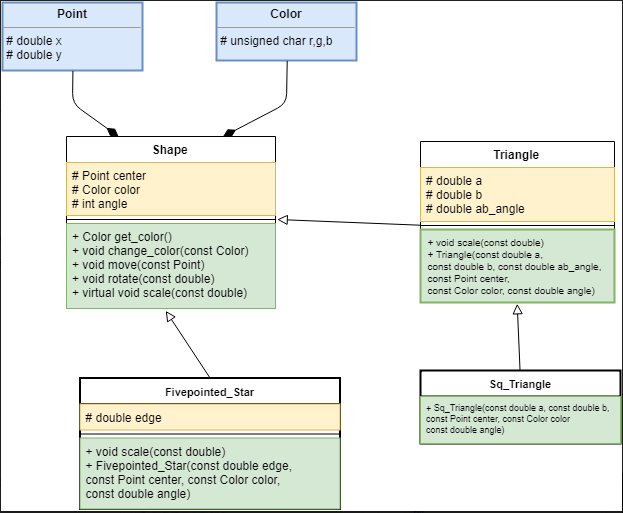 Point
# double x
# double y
Color
# unsigned char r,g,b
Shape
# Point center
# Color color
# int angle
+ Color get_color()
+ void change_color(const Color)
+ void move(const Point)
+ void rotate(const double)
+ virtual void scale(const double)
Triangle
# double a
# double b
# double ab_angle
+ void scale(const double)
+ Triangle(const double a,
const double b, const double ab_angle,
const Point center,
const Color color, const double angle)
Fivepointed_Star
# double edge
+ void scale(const double)
+ Fivepointed_Star(const double edge,
const Point center, const Color color,
const double angle)
Sq_Triangle
+ Sq_Triangle(const double a, const double b,
const Point center, const Color color
const double angle)